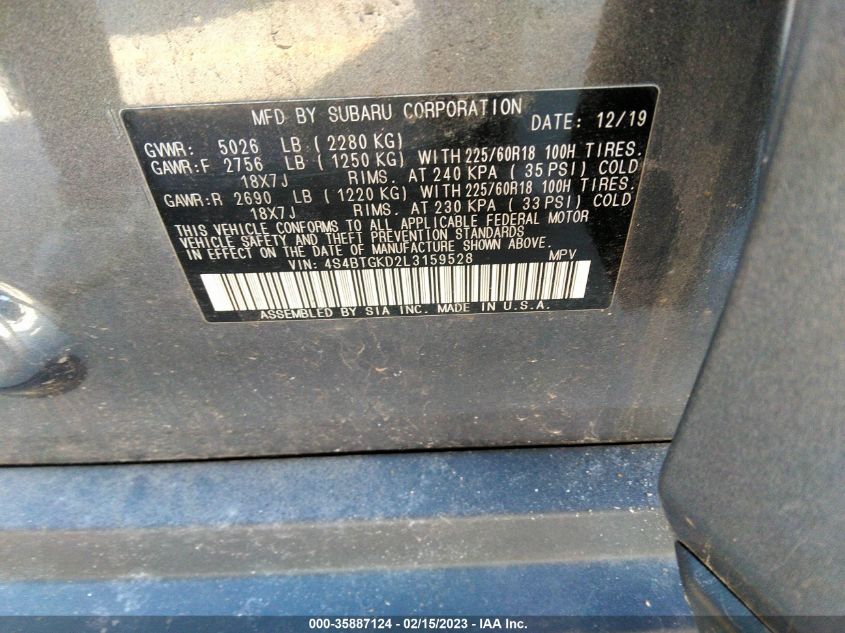 MFD BY SUBARU CORPORATION DATE: 12/19
GVWR: 5026 LB ( 2280 KG)
GAWR:F 2756 LB ( 1250 KG) WITH 225/60R18 100H TIRES.
18X7J RIMS. AT 240 KPA ( 35 PSI) COLD
GAWR:R 2690 LB ( 1220 KG) WITH 225/60R18 100H TIRES.
18X7J RIMS. AT 230 KPA ( 33 PSI) COLD
THIS VEHICLE CONFORMS TO ALL APPLICABLE FEDERAL MOTOR
VEHICLE SAFETY AND THEFT PREVENTION STANDARDS
IN EFFECT ON THE DATE OF MANUFACTURE SHOWN ABOVE.
VIN: 4S4BTGKD2L3159528 MPV
ASSEMBLED BY SIA INC. MADE IN U.S.A.
000-35887124 - 02/15/2023 - IAA Inc.